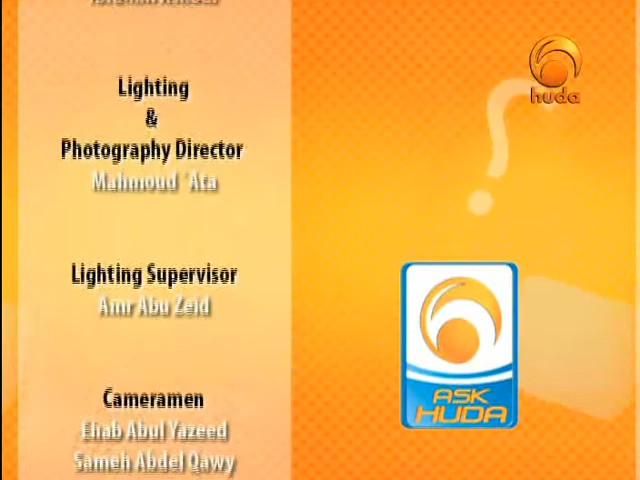 Lighting
&
Photography Director
Mahmoud `Ata
Lighting Supervisor
Amr Abu Zeid
Cameramen
Ehab Abul Yazeed
Sameh Abdel Qawy
huda
?
ASK
HUDA